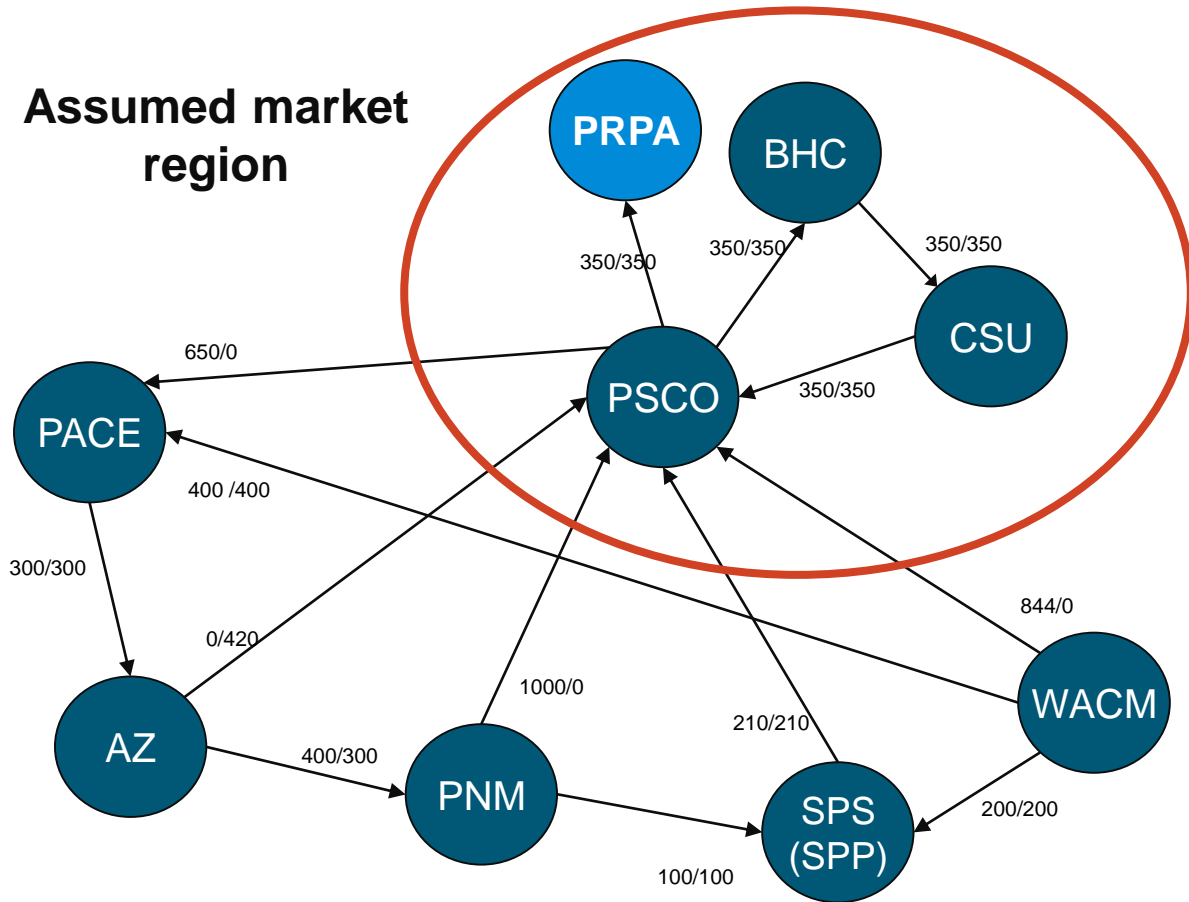 Assumed market
region
PRPA
BHC
350/350
350/350
350/350
CSU
650/0
PSCO
350/350
PACE
400 /400
300/300
0/420
844/0
1000/0
WACM
210/210
AZ
400/300
PNM
SPS
(SPP)
200/200
100/100